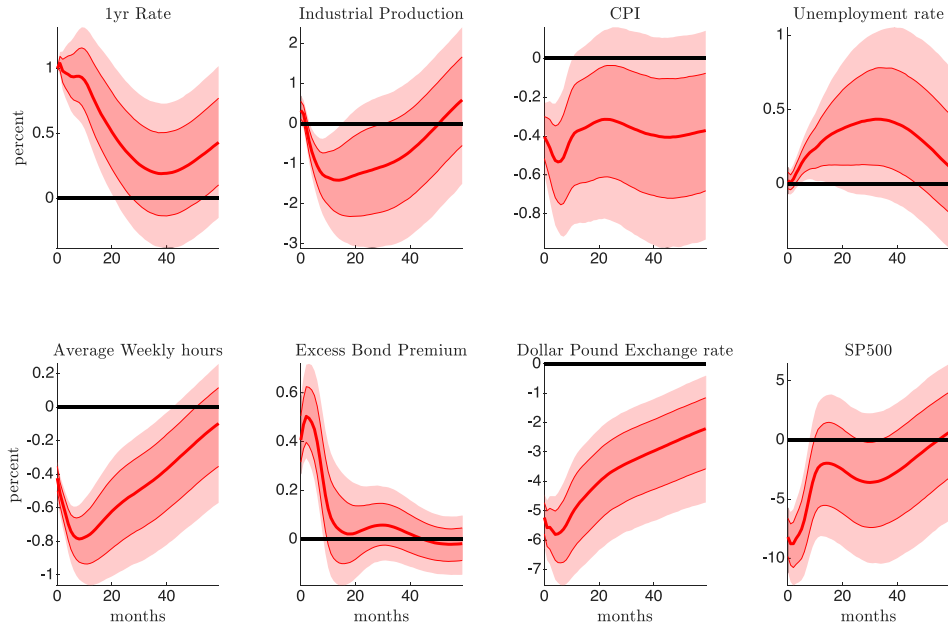 1yr Rate
Industrial Production
CPI
Unemployment rate
percent
1
0.5
0
0 20 40
2
1
0
-1
-2
-3
0 20 40
0
-0.2
-0.4
-0.6
-0.8
0 20 40
1
0.5
0
0 20 40
Average Weekly hours
Excess Bond Premium
Dollar Pound Exchange rate
SP500
percent
0.2
0
-0.2
-0.4
-0.6
-0.8
-1
0 20 40
months
0.6
0.4
0.2
0
0 20 40
months
0
-1
-2
-3
-4
-5
-6
-7
0 20 40
months
5
0
-5
-10
0 20 40
months